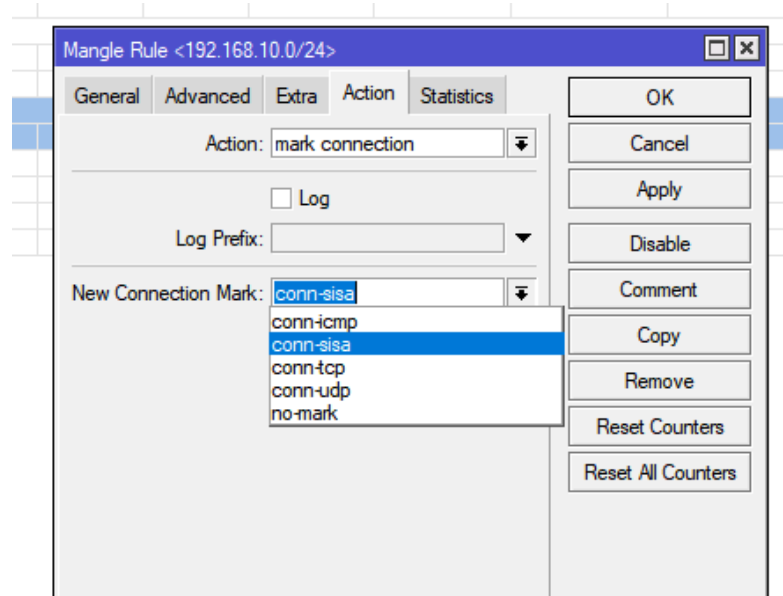 Mangle Rule <192.168.10.0/24>
General Advanced Extra Action Statistics
Action: mark connection
Log
Log Prefix:
New Connection Mark: conn-sisa
conn-icmp
conn-sisa
conn-tcp
conn-udp
no-mark
OK
Cancel
Apply
Disable
Comment
Copy
Remove
Reset Counters
Reset All Counters